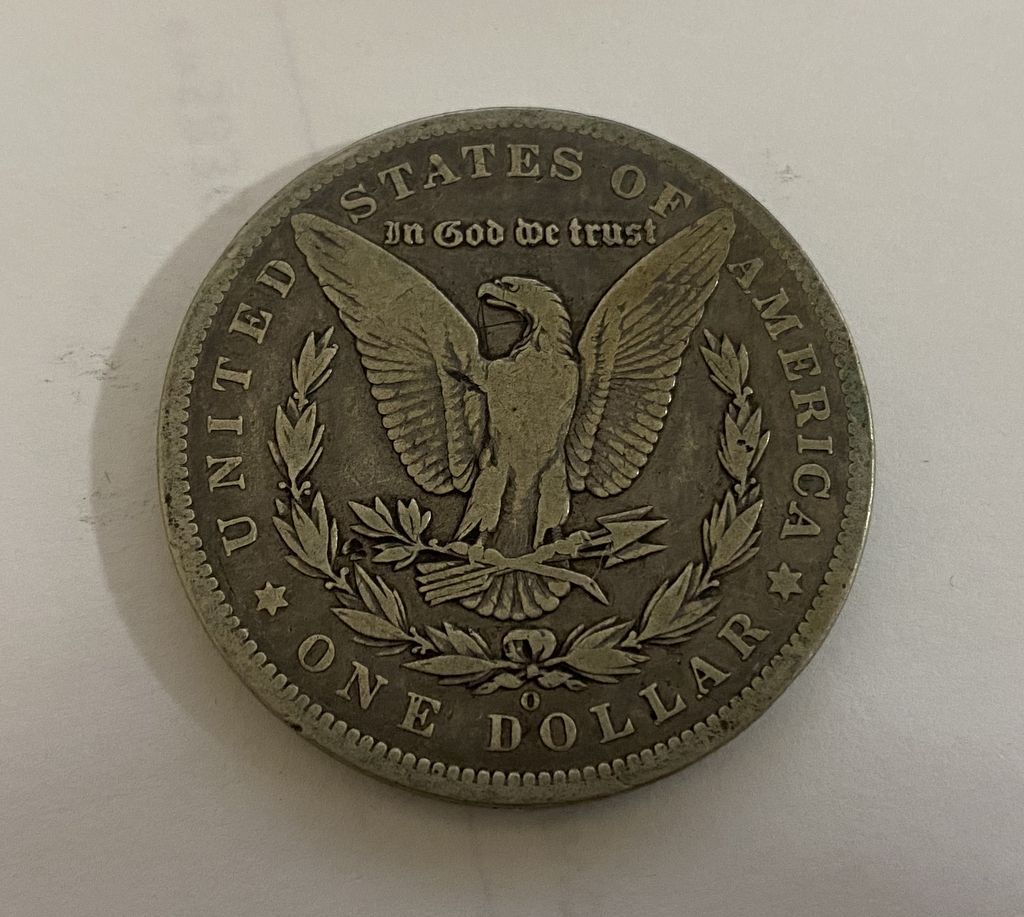 UNITED STATES OF AMERICA
In God we trust
O
ONE DOLLAR